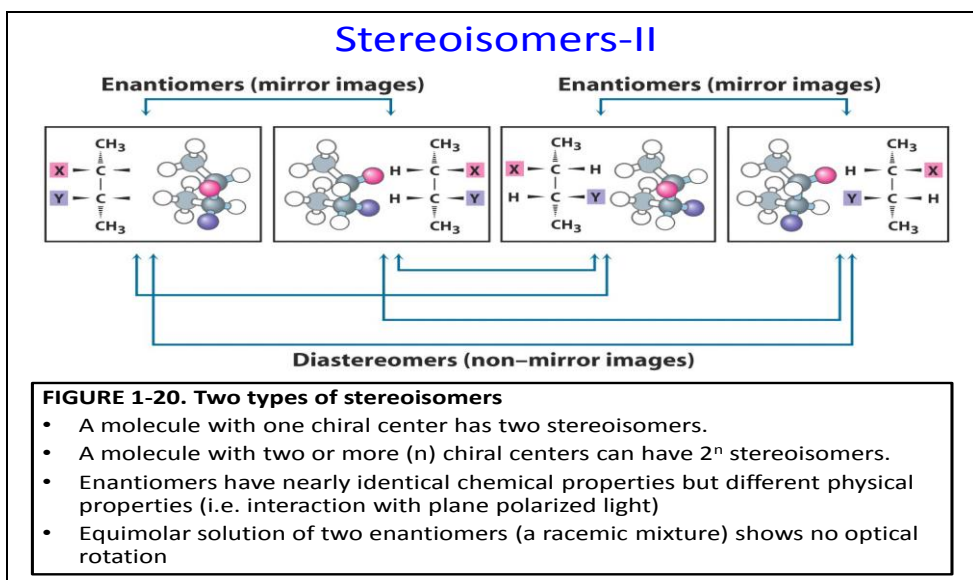 Stereoisomers-II
Enantiomers (mirror images) Enantiomers (mirror images)
CH3 CH3 CH3 CH3
X C H C X X C H H C X
Y C H C Y H C Y Y C H
CH3 CH3 CH3 CH3
Diastereomers (non–mirror images)
FIGURE 1-20. Two types of stereoisomers
• A molecule with one chiral center has two stereoisomers.
• A molecule with two or more (n) chiral centers can have 2ⁿ stereoisomers.
• Enantiomers have nearly identical chemical properties but different physical
properties (i.e. interaction with plane polarized light)
• Equimolar solution of two enantiomers (a racemic mixture) shows no optical
rotation